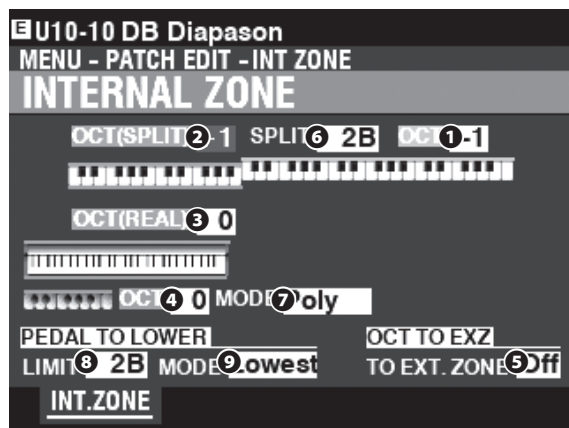 E U10-10 DB Diapason
MENU - PATCH EDIT -INT ZONE
INTERNAL ZONE
OCT(SPLIT) 2 -1 SPLIT 6 2B OCT 1 -1
OCT(REAL) 3 0
OCT 4 0 MODE 7 Poly
PEDAL TO LOWER OCT TO EXZ
LIMIT 8 2B MODE 9 Lowest TO EXT. ZONE 5 Off
INT.ZONE